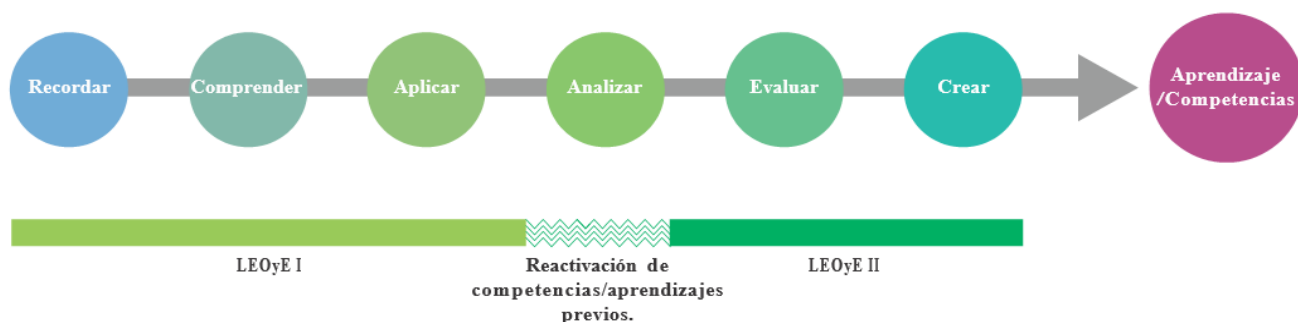 Recordar
Comprender
Aplicar
Analizar
Evaluar
Crear
Aprendizaje
/Competencias
LEOyE I
Reactivación de
competencias/aprendizajes
previos.
LEOyE II